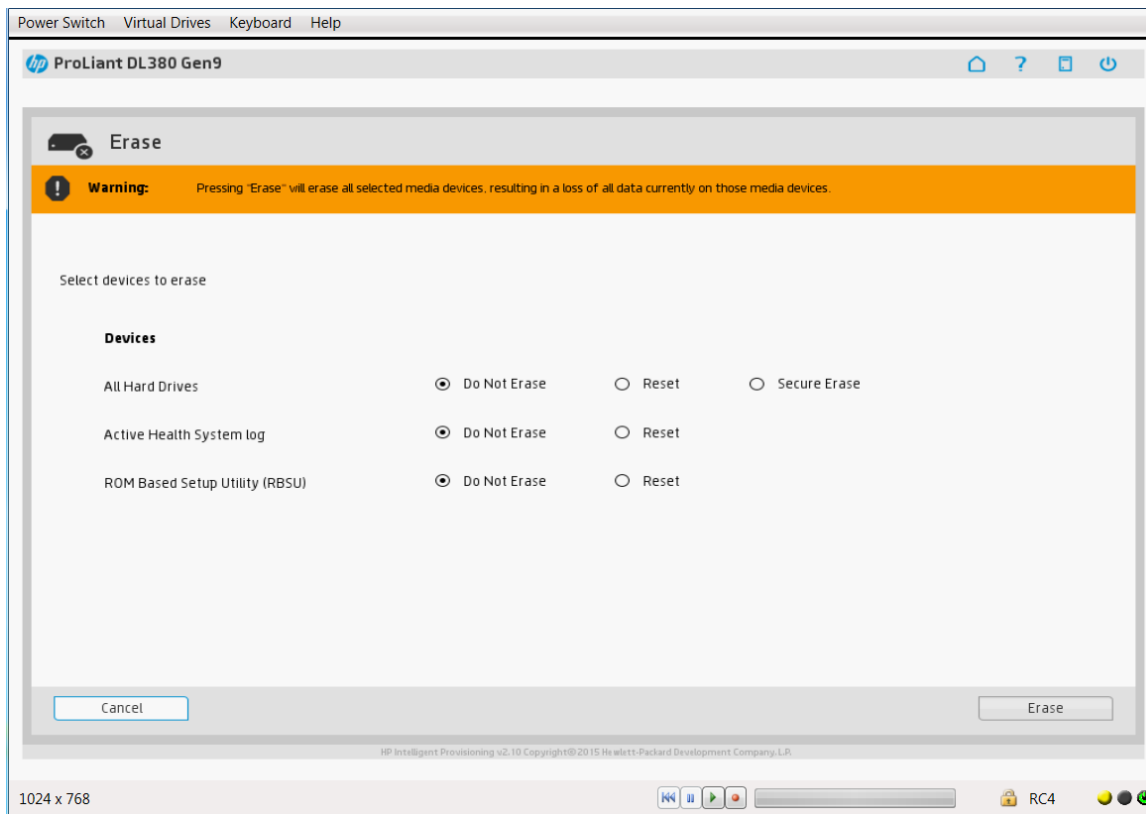 Power Switch Virtual Drives Keyboard Help
hp ProLiant DL380 Gen9
?
Erase
Warning: Pressing "Erase" will erase all selected media devices, resulting in a loss of all data currently on those media devices.
Select devices to erase
Devices
All Hard Drives Do Not Erase Reset Secure Erase
Active Health System log Do Not Erase Reset
ROM Based Setup Utility (RBSU) Do Not Erase Reset
Cancel Erase
HP Intelligent Provisioning v2.10 Copyright©2015 Hewlett-Packard Development Company, L.P.
1024 x 768 RC4